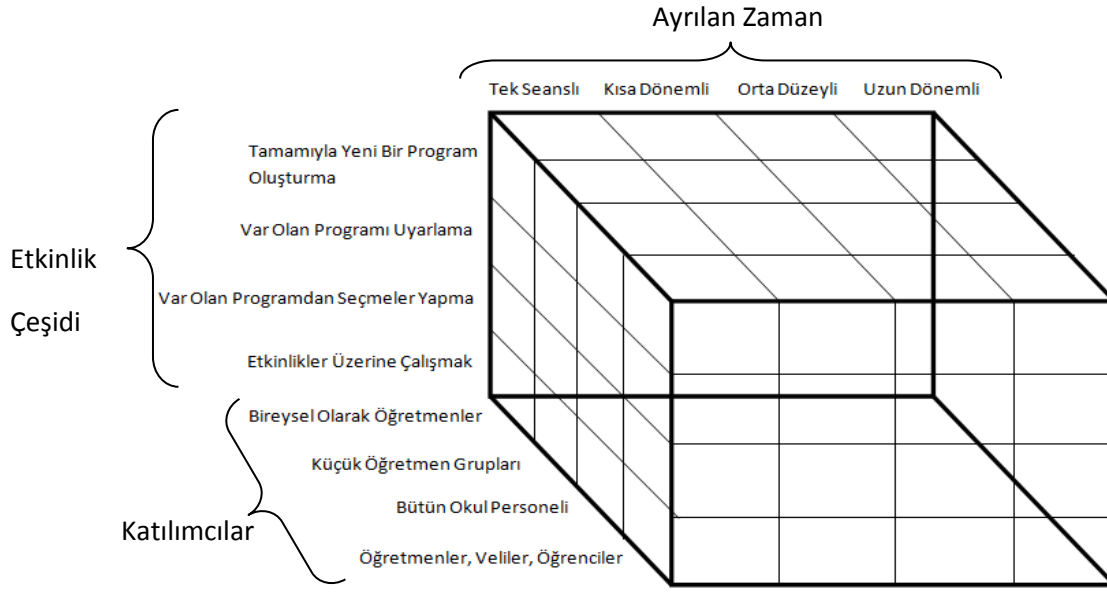 Ayrılan Zaman
Tek Seanslı Kısa Dönemli Orta Düzeyli Uzun Dönemli
Tamamıyla Yeni Bir Program
Oluşturma
Var Olan Programı Uyarlama
Etkinlik
Çeşidi
Var Olan Programdan Seçmeler Yapma
Etkinlikler Üzerine Çalışmak
Bireysel Olarak Öğretmenler
Küçük Öğretmen Grupları
Bütün Okul Personeli
Katılımcılar
Öğretmenler, Veliler, Öğrenciler